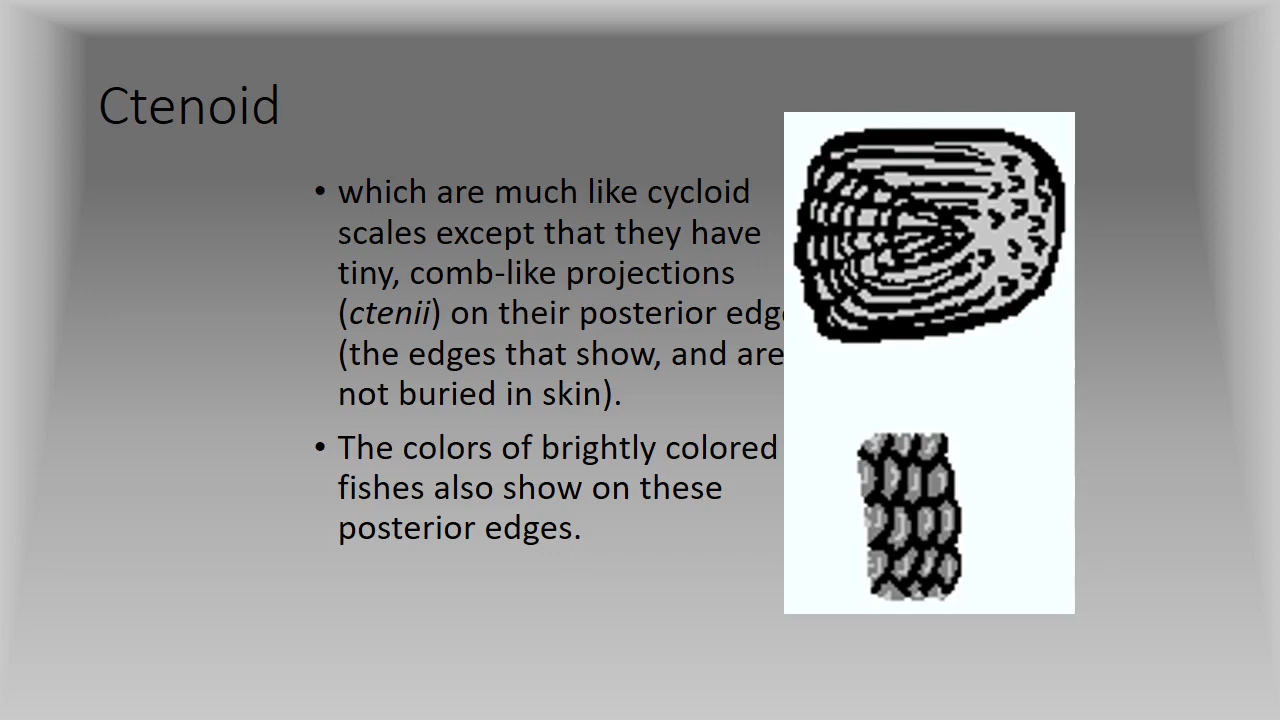 Ctenoid
• which are much like cycloid
scales except that they have
tiny, comb-like projections
(ctenii) on their posterior edg
(the edges that show, and are
not buried in skin).
• The colors of brightly colored
fishes also show on these
posterior edges.